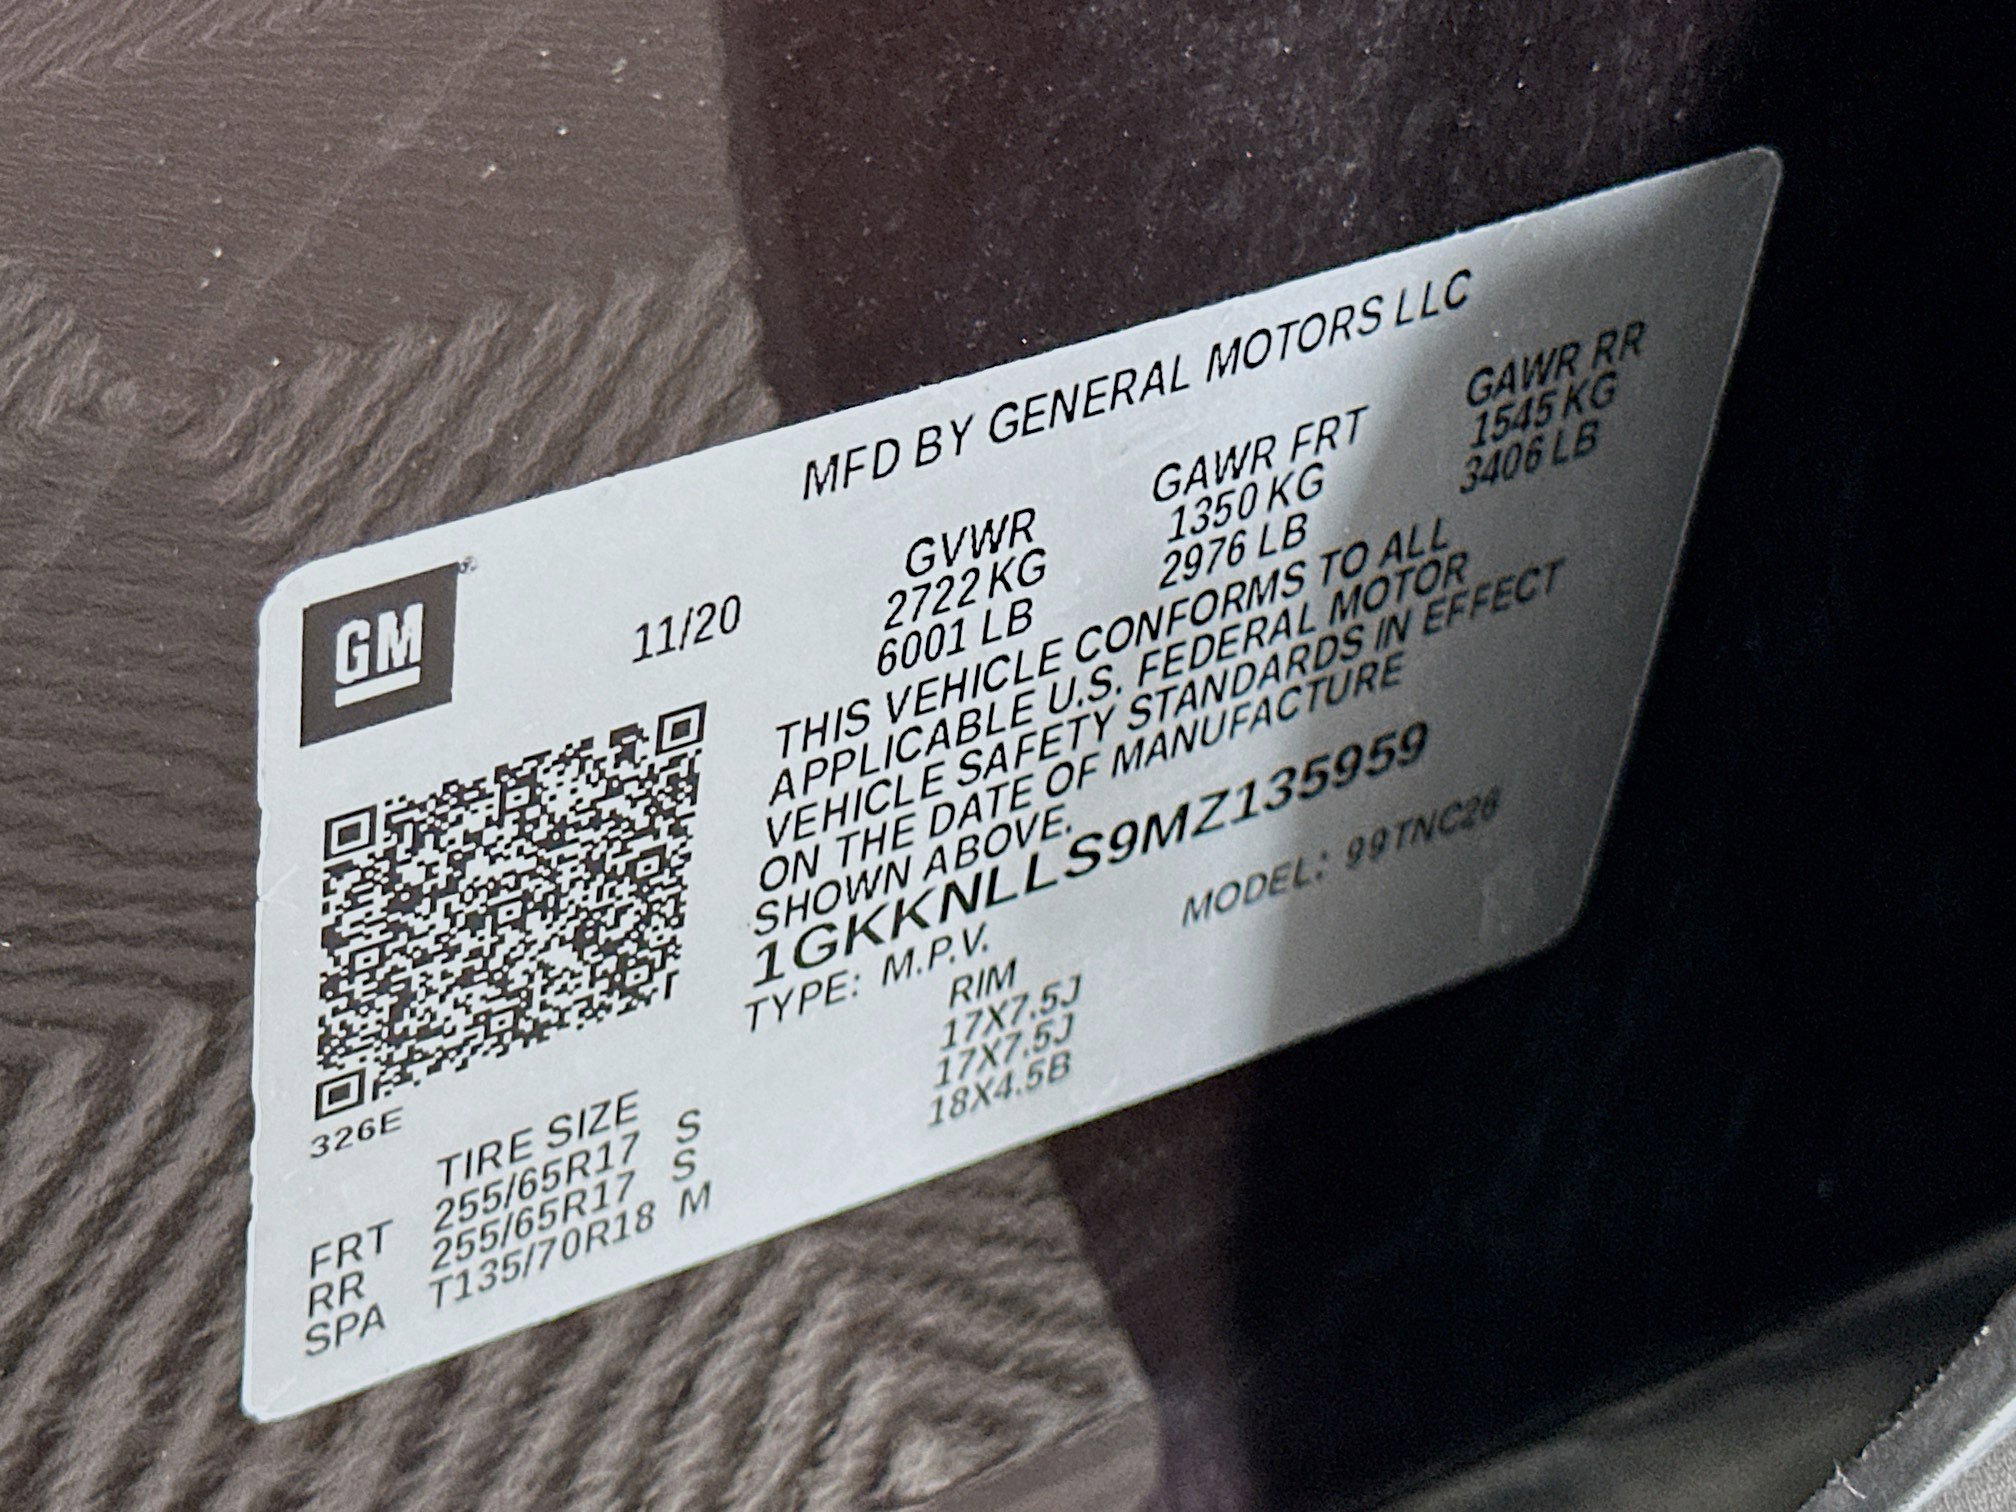 MFD BY GENERAL MOTORS LLC
GM
11/20
GVWR GAWR FRT GAWR RR
2722 KG 1350 KG 1545 KG
6001 LB 2976 LB 3406 LB
THIS VEHICLE CONFORMS TO ALL
APPLICABLE U.S. FEDERAL MOTOR
VEHICLE SAFETY STANDARDS IN EFFECT
ON THE DATE OF MANUFACTURE
SHOWN ABOVE.
1GKKNLLS9MZ135959
TYPE: M.P.V. MODEL: 99TNC26
326E
TIRE SIZE RIM
FRT 255/65R17 S 17X7.5J
RR 255/65R17 S 17X7.5J
SPA T135/70R18 M 18X4.5B